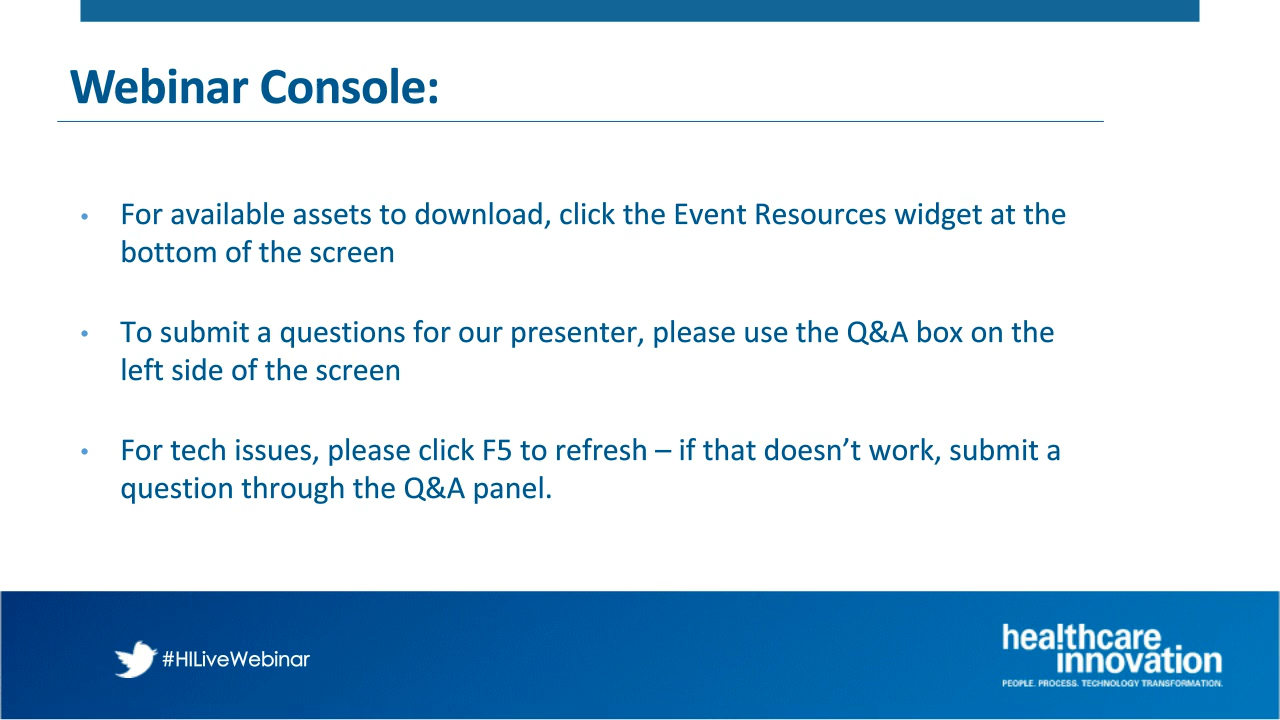 Webinar Console:
• For available assets to download, click the Event Resources widget at the
bottom of the screen
• To submit a questions for our presenter, please use the Q&A box on the
left side of the screen
• For tech issues, please click F5 to refresh – if that doesn’t work, submit a
question through the Q&A panel.
#HILiveWebinar
healthcare
innovation
PEOPLE. PROCESS. TECHNOLOGY TRANSFORMATION.